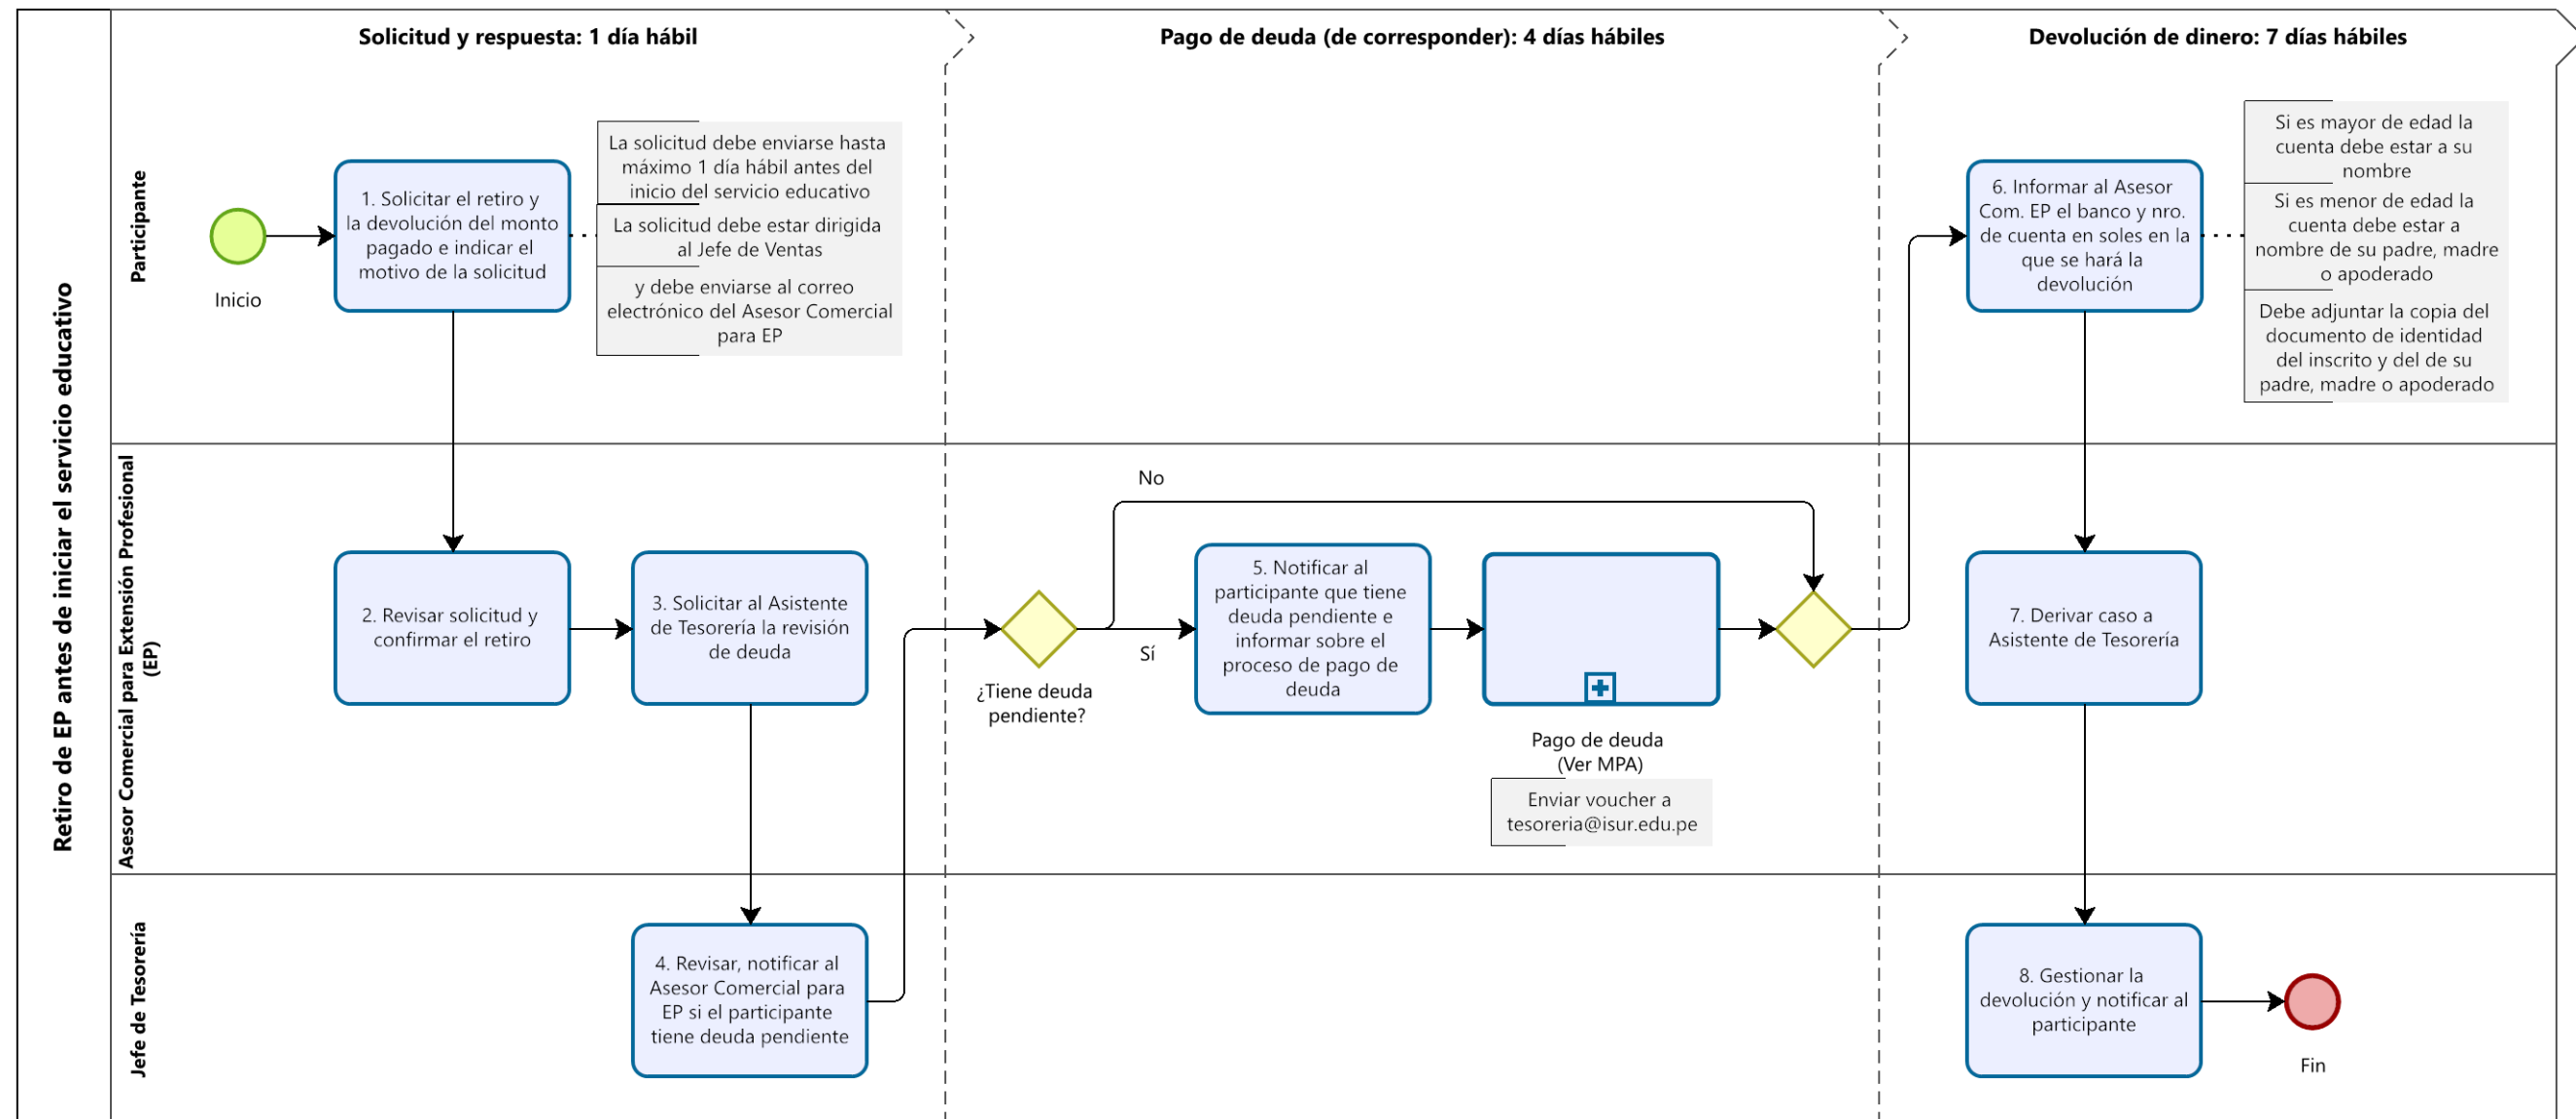 Retiro de EP antes de iniciar el servicio educativo
Solicitud y respuesta: 1 día hábil
Pago de deuda (de corresponder): 4 días hábiles
Devolución de dinero: 7 días hábiles
Participante
Inicio
1. Solicitar el retiro y
la devolución del monto
pagado e indicar el
motivo de la solicitud
La solicitud debe enviarse hasta
máximo 1 día hábil antes del
inicio del servicio educativo
La solicitud debe estar dirigida
al Jefe de Ventas
y debe enviarse al correo
electrónico del Asesor Comercial
para EP
6. Informar al Asesor
Com. EP el banco y nro.
de cuenta en soles en la
que se hará la
devolución
Si es mayor de edad la
cuenta debe estar a su
nombre
Si es menor de edad la
cuenta debe estar a
nombre de su padre, madre
o apoderado
Debe adjuntar la copia del
documento de identidad
del inscrito y del de su
padre, madre o apoderado
Asesor Comercial para Extensión Profesional
(EP)
2. Revisar solicitud y
confirmar el retiro
3. Solicitar al Asistente
de Tesorería la revisión
de deuda
¿Tiene deuda
pendiente?
No
Sí
5. Notificar al
participante que tiene
deuda pendiente e
informar sobre el
proceso de pago de
deuda
Pago de deuda
(Ver MPA)
Enviar voucher a
tesoreria@isur.edu.pe
7. Derivar caso a
Asistente de Tesorería
Jefe de Tesorería
4. Revisar, notificar al
Asesor Comercial para
EP si el participante
tiene deuda pendiente
8. Gestionar la
devolución y notificar al
participante
Fin